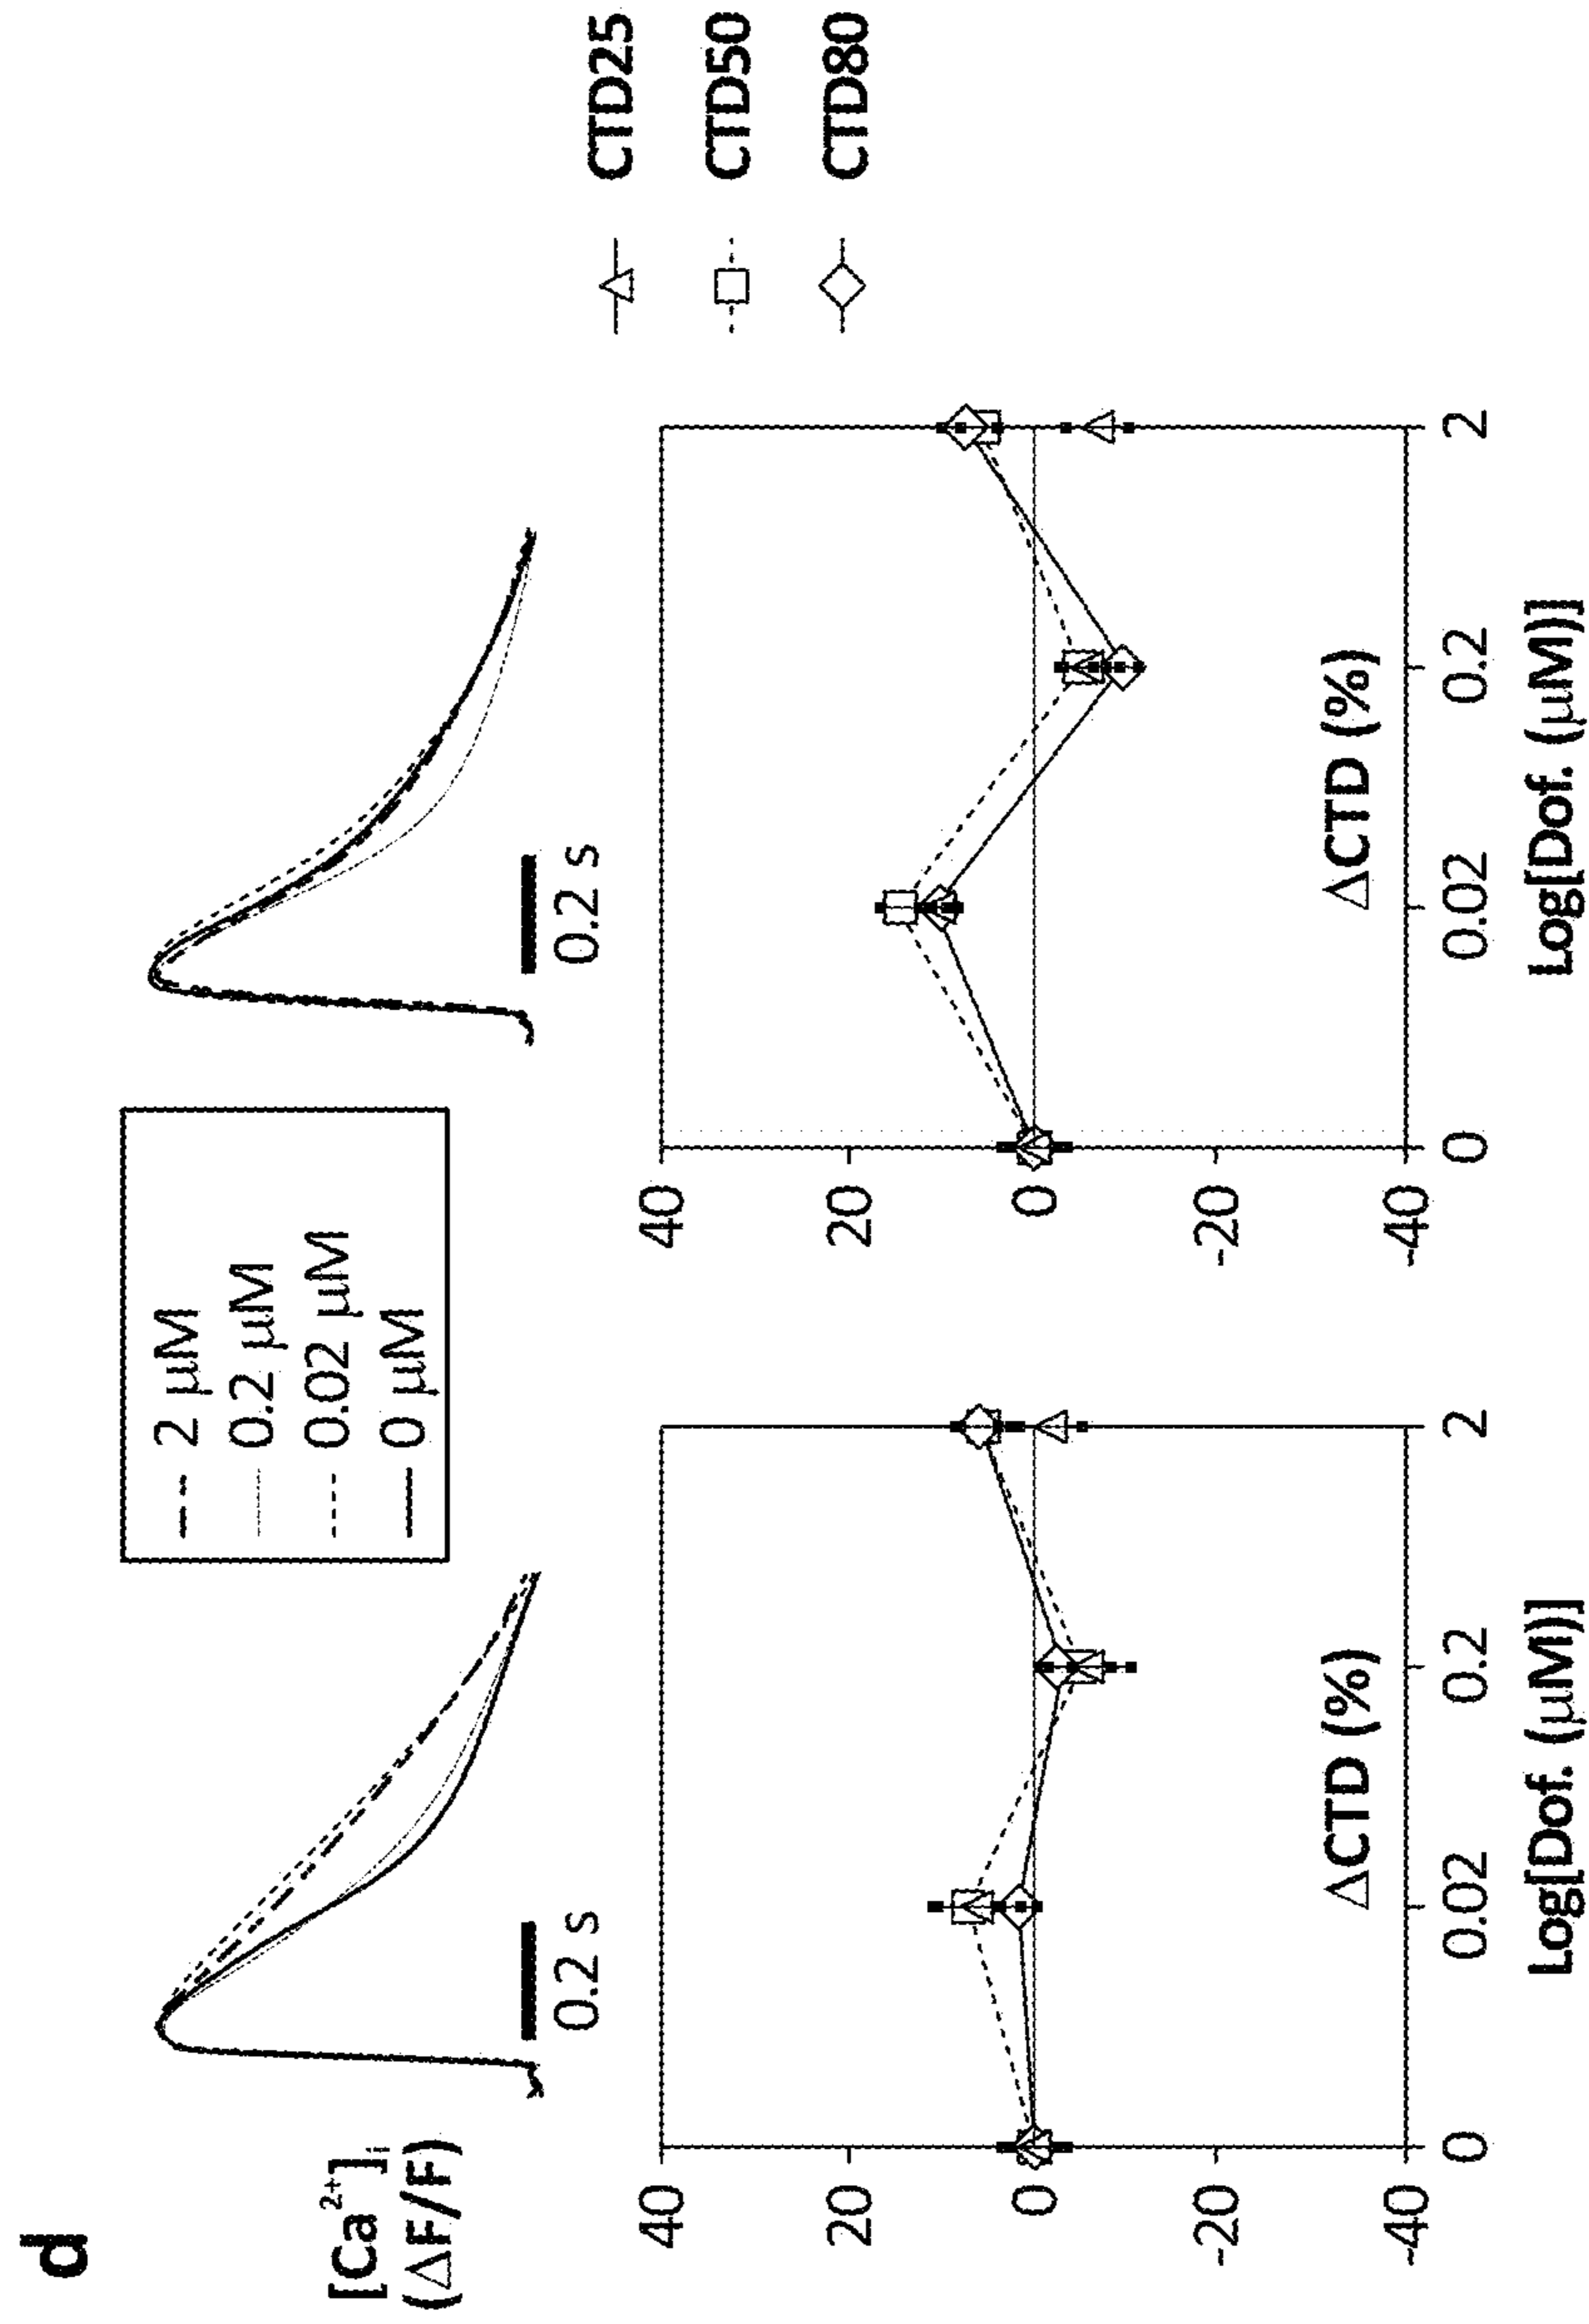 d
[Ca²⁺]ᵢ
(ΔF/F)
2 µM
0.2 µM
0.02 µM
0 µM
0.2 s
0.2 s
40
20
0
-20
-40
ΔCTD (%)
0
0.02
0.2
2
Log[Dof. (µM)]
40
20
0
-20
-40
ΔCTD (%)
0
0.02
0.2
2
Log[Dof. (µM)]
CTD25
CTD50
CTD80